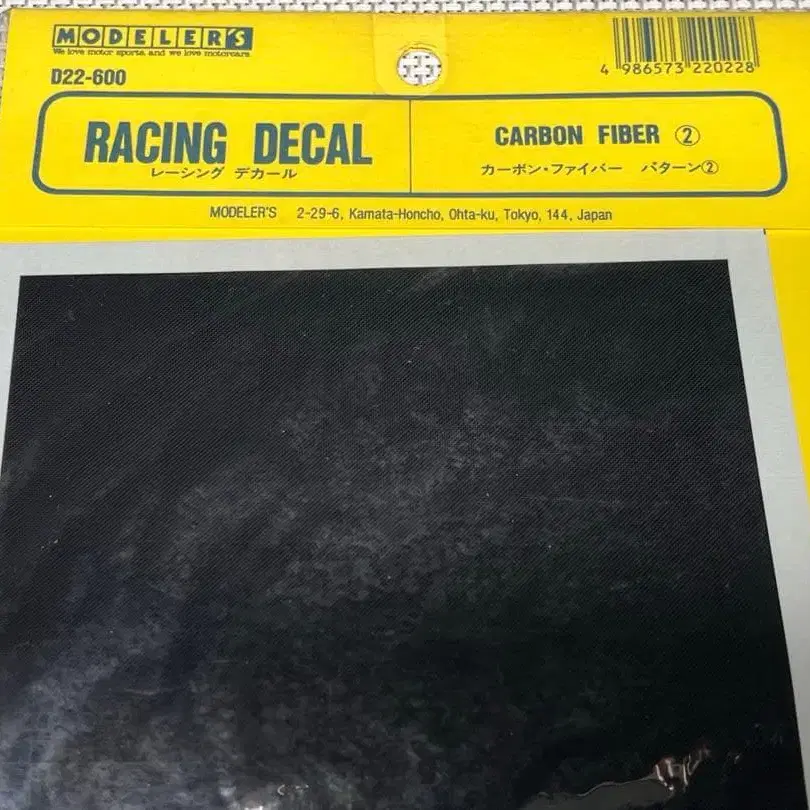 MODELER'S
We love motor sports, and we love motorcars.
D22-600
4 986573 220228
RACING DECAL
レーシング デカール
CARBON FIBER ②
カーボン・ファイバー パターン②
MODELER'S 2-29-6, Kamata-Honcho, Ohta-ku, Tokyo, 144, Japan